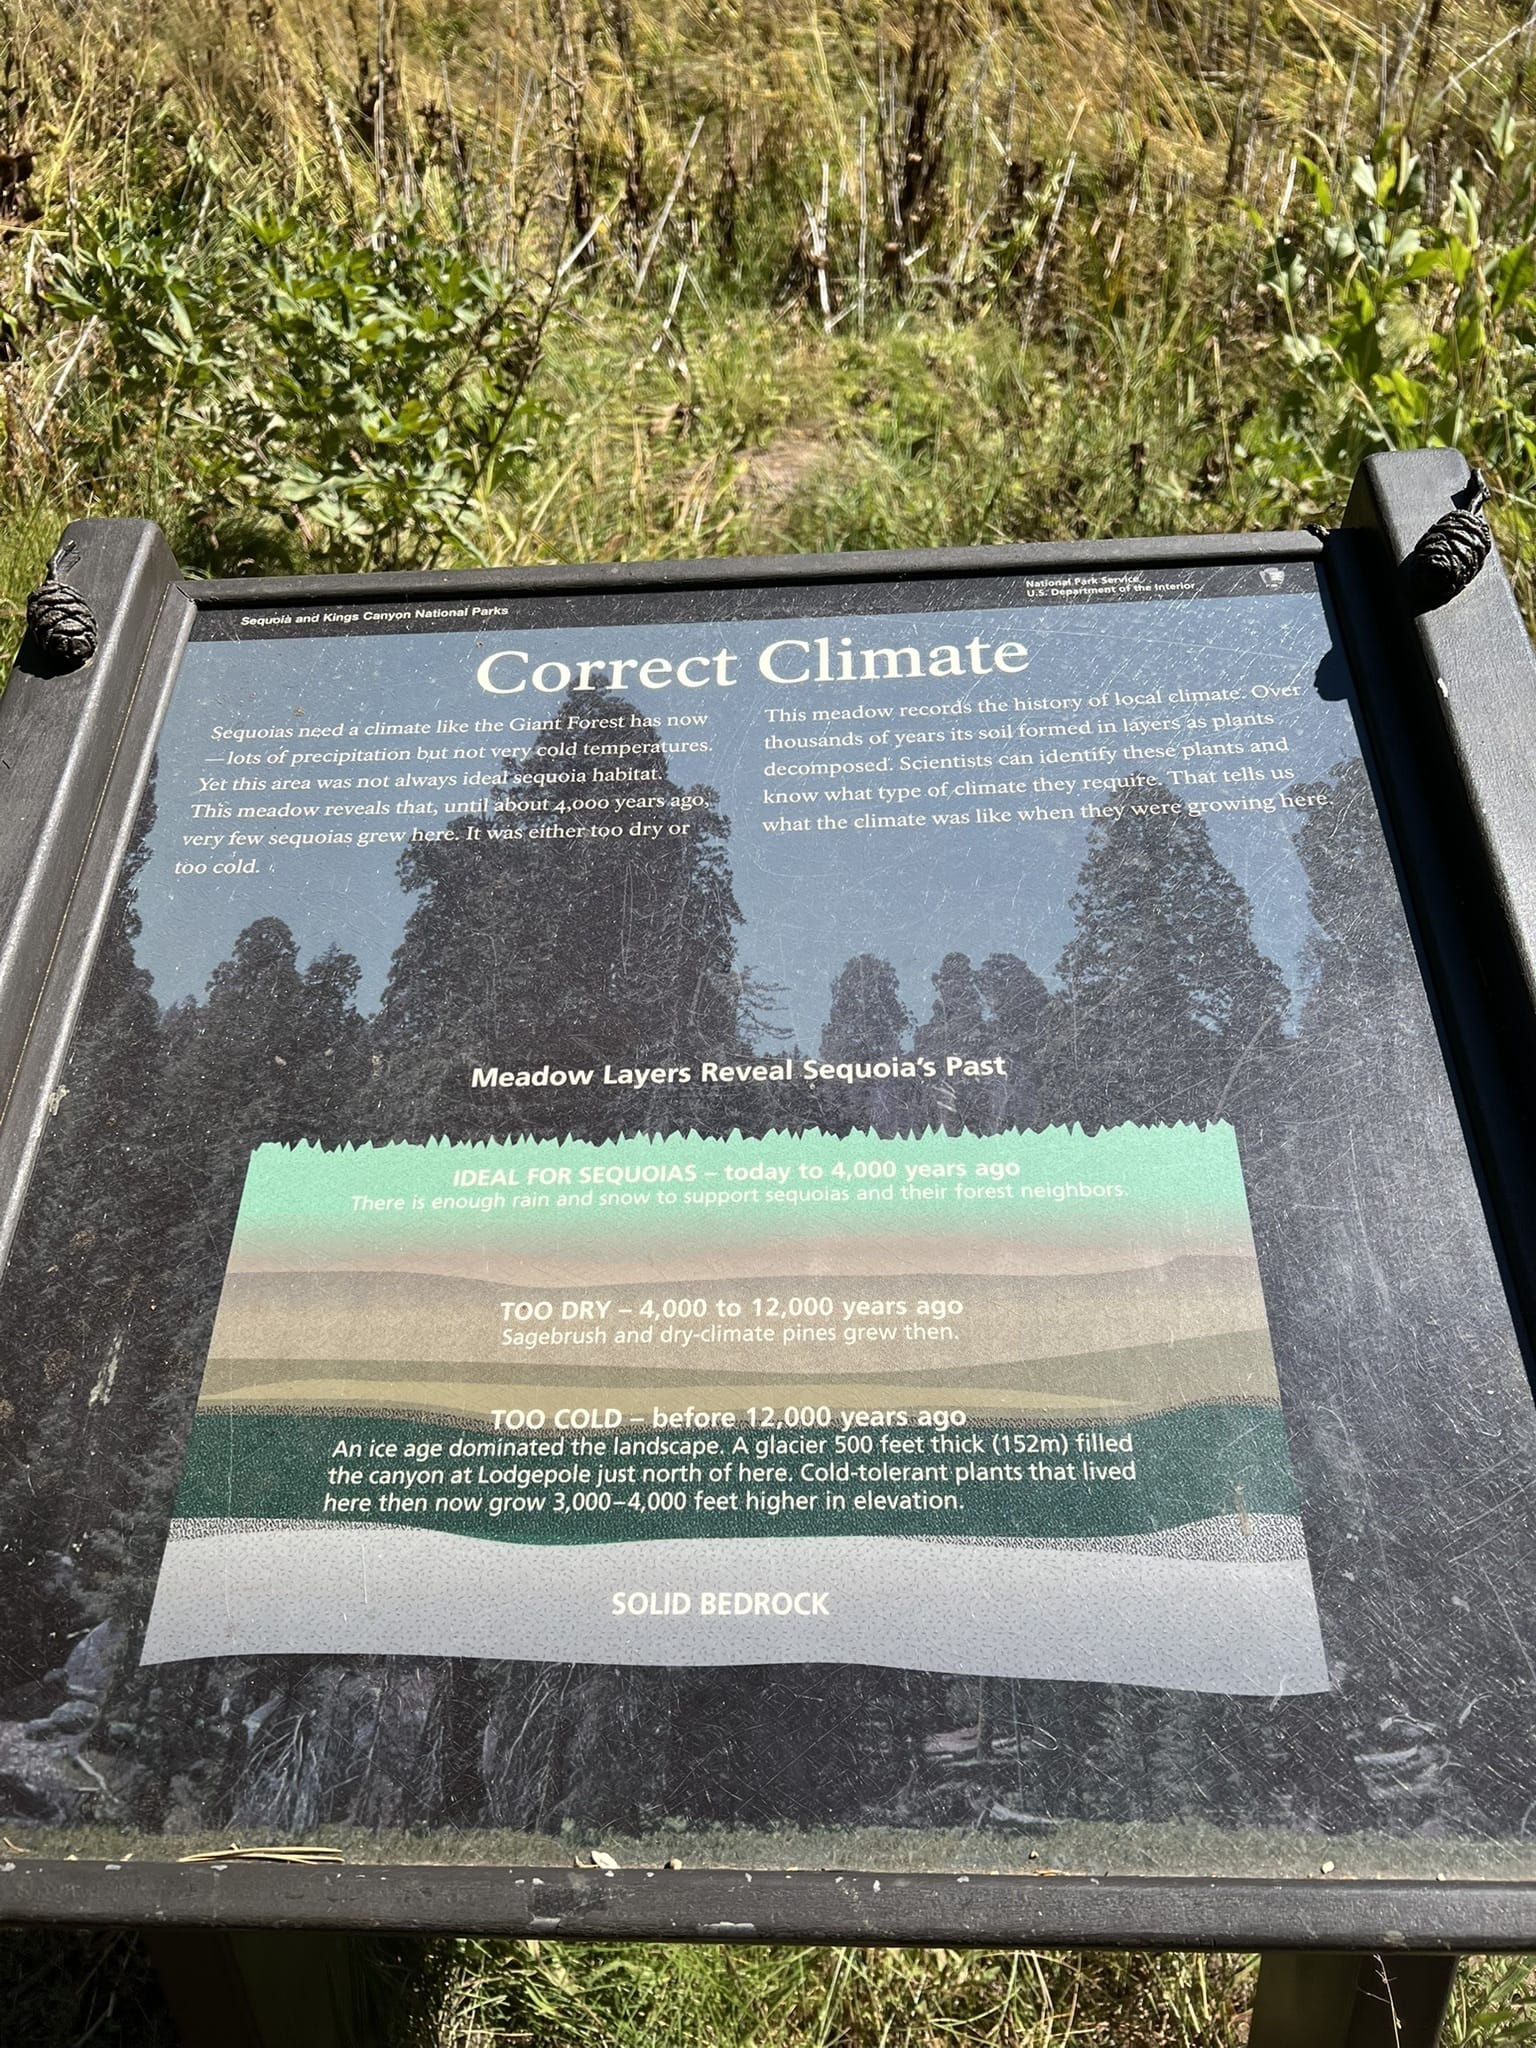 Sequoia and Kings Canyon National Parks
National Park Service
U.S. Department of the Interior
Correct Climate
Sequoias need a climate like the Giant Forest has now
—lots of precipitation but not very cold temperatures.
Yet this area was not always ideal sequoia habitat.
This meadow reveals that, until about 4,000 years ago,
very few sequoias grew here. It was either too dry or
too cold.
This meadow records the history of local climate. Over
thousands of years its soil formed in layers as plants
decomposed. Scientists can identify these plants and
know what type of climate they require. That tells us
what the climate was like when they were growing here.
Meadow Layers Reveal Sequoia's Past
IDEAL FOR SEQUOIAS – today to 4,000 years ago
There is enough rain and snow to support sequoias and their forest neighbors.
TOO DRY – 4,000 to 12,000 years ago
Sagebrush and dry-climate pines grew then.
TOO COLD – before 12,000 years ago
An ice age dominated the landscape. A glacier 500 feet thick (152m) filled
the canyon at Lodgepole just north of here. Cold-tolerant plants that lived
here then now grow 3,000–4,000 feet higher in elevation.
SOLID BEDROCK